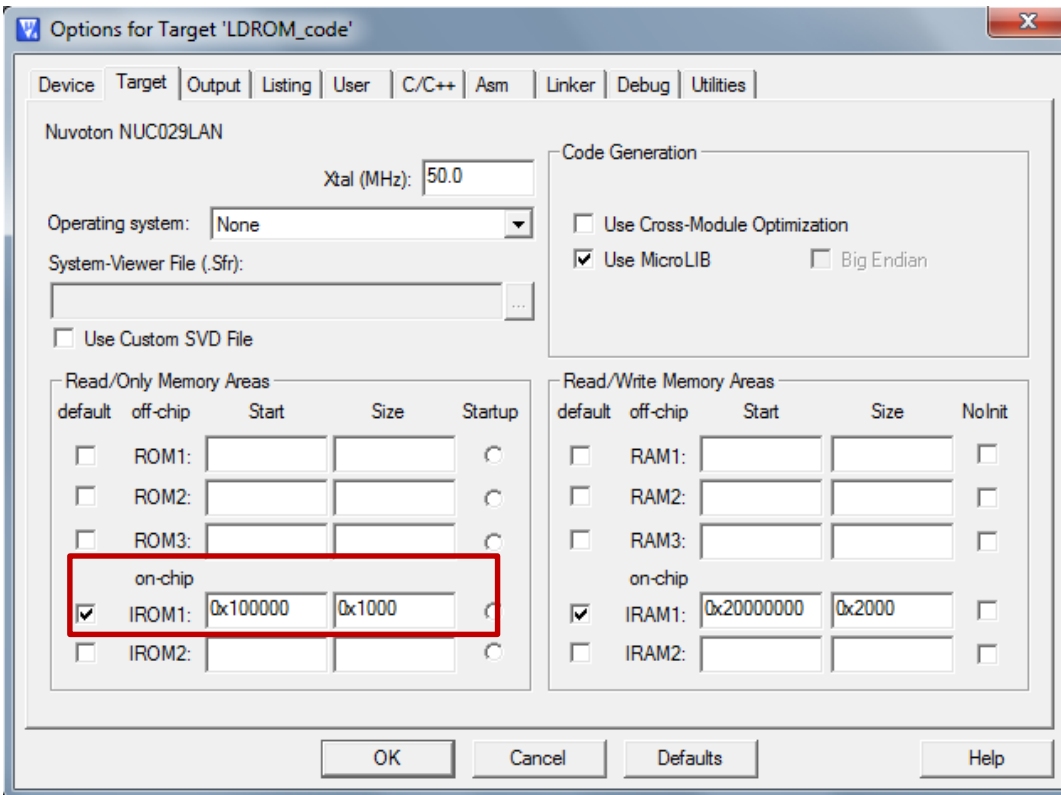 Options for Target 'LDROM_code'
Device Target Output Listing User C/C++ Asm Linker Debug Utilities
Nuvoton NUC029LAN
Xtal (MHz): 50.0
Operating system: None
System-Viewer File (.Sfr):
...
Use Custom SVD File
Code Generation
Use Cross-Module Optimization
Use MicroLIB Big Endian
Read/Only Memory Areas
default off-chip Start Size Startup
ROM1:
ROM2:
ROM3:
on-chip
IROM1: 0x100000 0x1000
IROM2:
Read/Write Memory Areas
default off-chip Start Size NoInit
RAM1:
RAM2:
RAM3:
on-chip
IRAM1: 0x20000000 0x2000
IRAM2:
OK Cancel Defaults Help